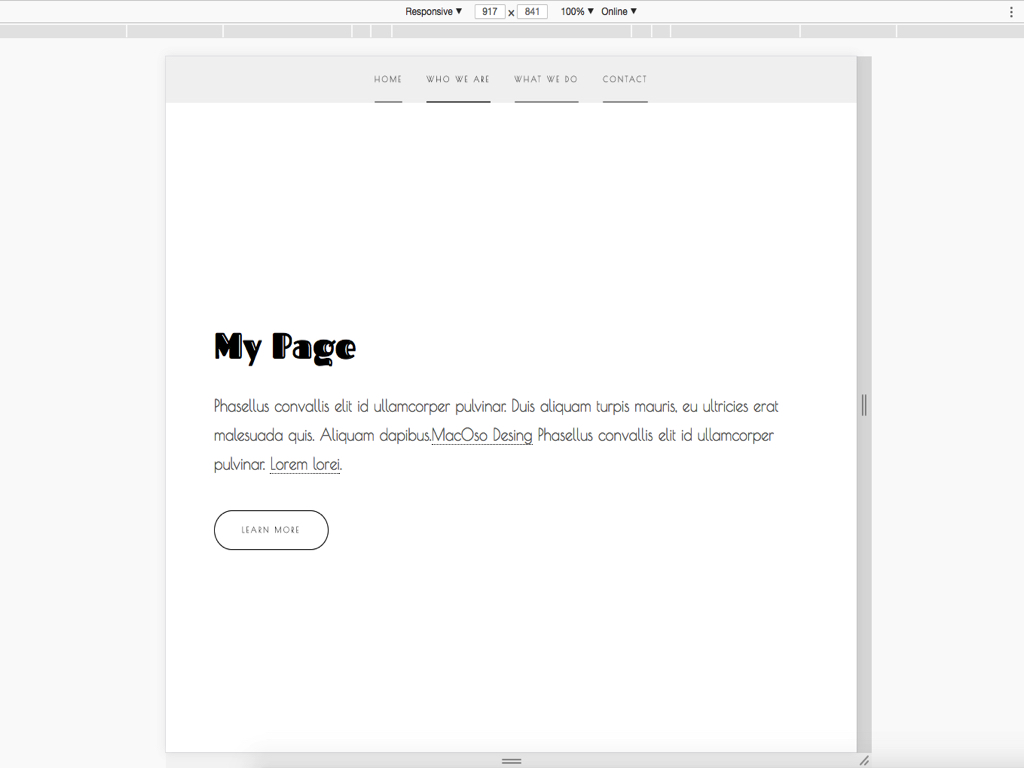 Responsive ▼ 917 x 841 100% ▼ Online ▼
HOME WHO WE ARE WHAT WE DO CONTACT
My Page
Phasellus convallis elit id ullamcorper pulvinar. Duis aliquam turpis mauris, eu ultricies erat
malesuada quis. Aliquam dapibus.MacOso Desing Phasellus convallis elit id ullamcorper
pulvinar. Lorem lorei.
LEARN MORE